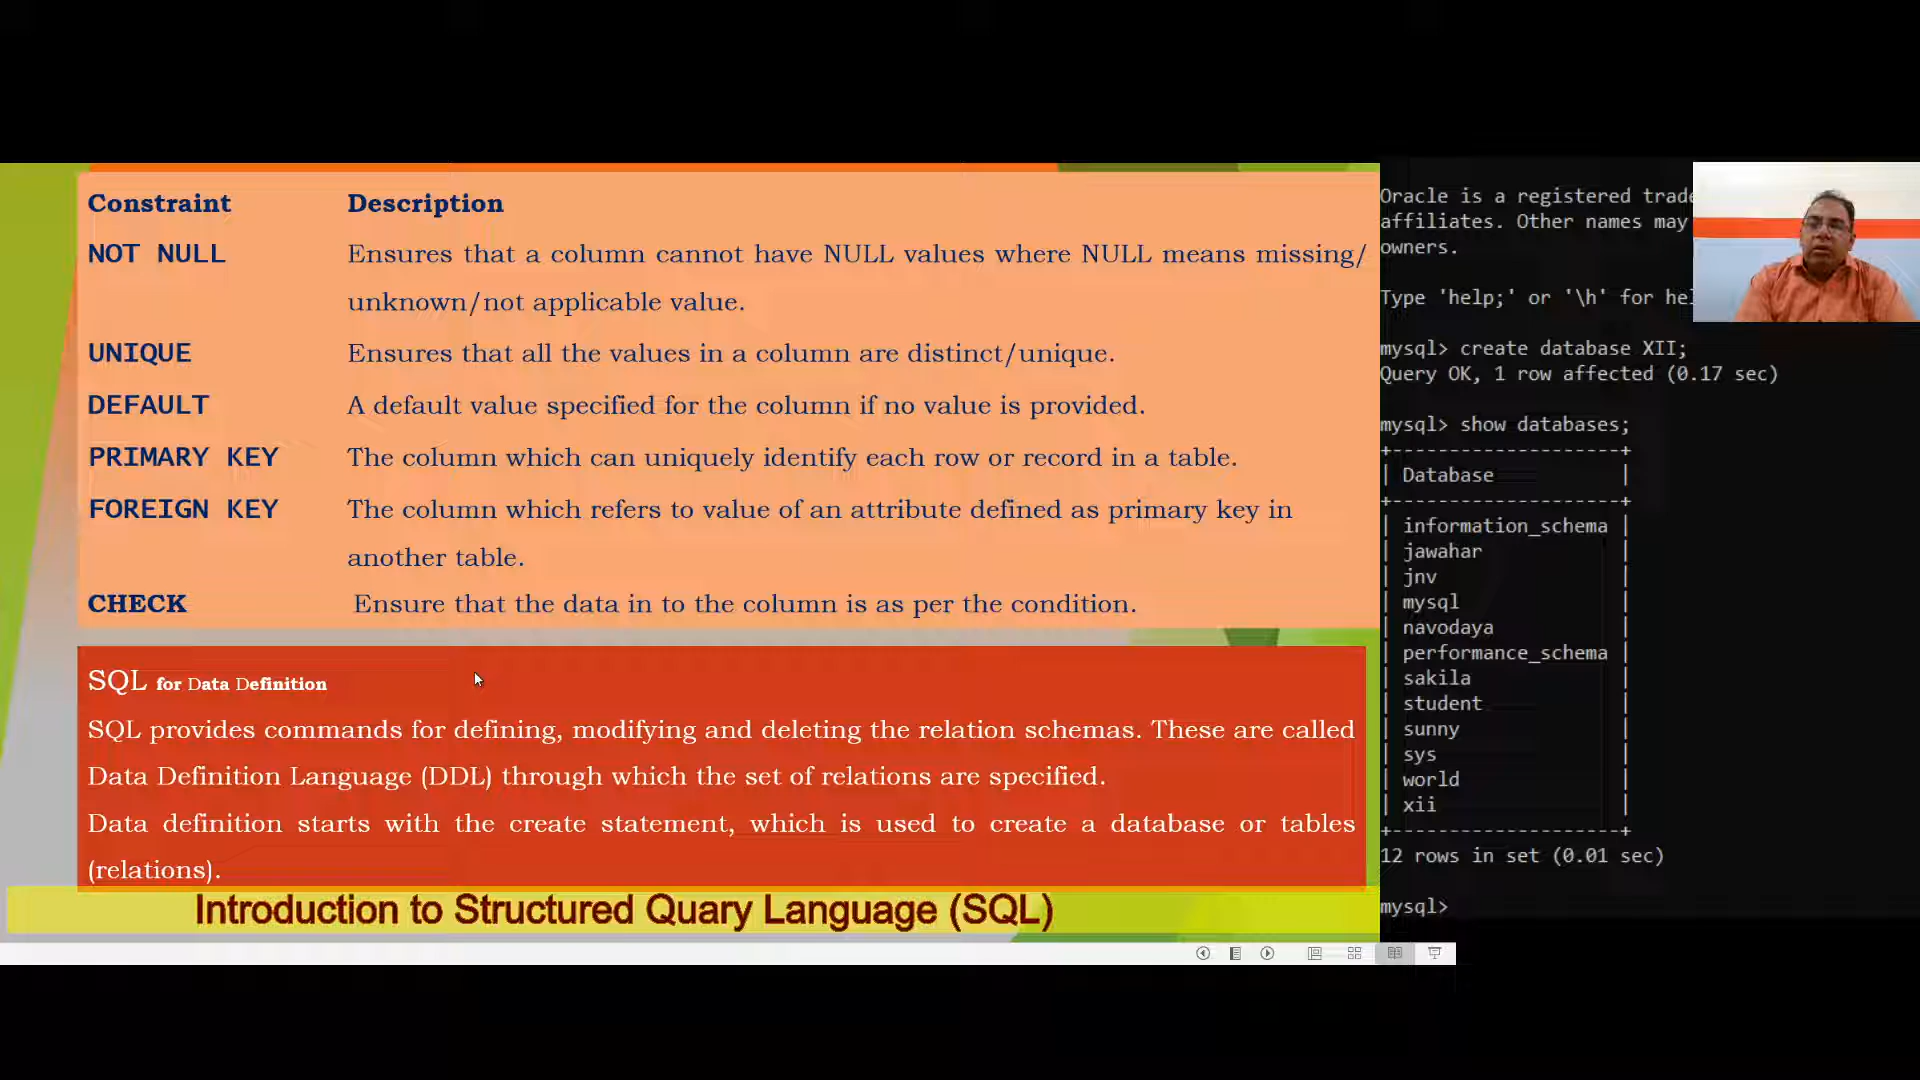 Constraint Description
NOT NULL Ensures that a column cannot have NULL values where NULL means missing/
unknown/not applicable value.
UNIQUE Ensures that all the values in a column are distinct/unique.
DEFAULT A default value specified for the column if no value is provided.
PRIMARY KEY The column which can uniquely identify each row or record in a table.
FOREIGN KEY The column which refers to value of an attribute defined as primary key in
another table.
CHECK Ensure that the data in to the column is as per the condition.
SQL for Data Definition
SQL provides commands for defining, modifying and deleting the relation schemas. These are called
Data Definition Language (DDL) through which the set of relations are specified.
Data definition starts with the create statement, which is used to create a database or tables
(relations).
Introduction to Structured Quary Language (SQL)
Oracle is a registered trade
affiliates. Other names may
owners.
Type 'help;' or '\h' for hel
mysql> create database XII;
Query OK, 1 row affected (0.17 sec)
mysql> show databases;
+--------------------+
| Database |
+--------------------+
| information_schema |
| jawahar |
| jnv |
| mysql |
| navodaya |
| performance_schema |
| sakila |
| student |
| sunny |
| sys |
| world |
| xii |
+--------------------+
12 rows in set (0.01 sec)
mysql>